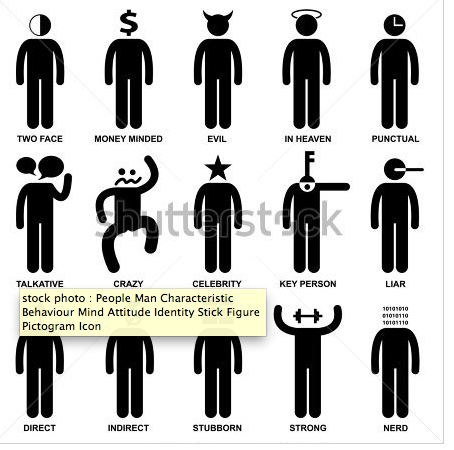 $
TWO FACE MONEY MINDED EVIL IN HEAVEN PUNCTUAL
TALKATIVE CRAZY CELEBRITY KEY PERSON LIAR
shutterstock
stock photo : People Man Characteristic
Behaviour Mind Attitude Identity Stick Figure
Pictogram Icon
10101010
01010110
10101110
DIRECT INDIRECT STUBBORN STRONG NERD